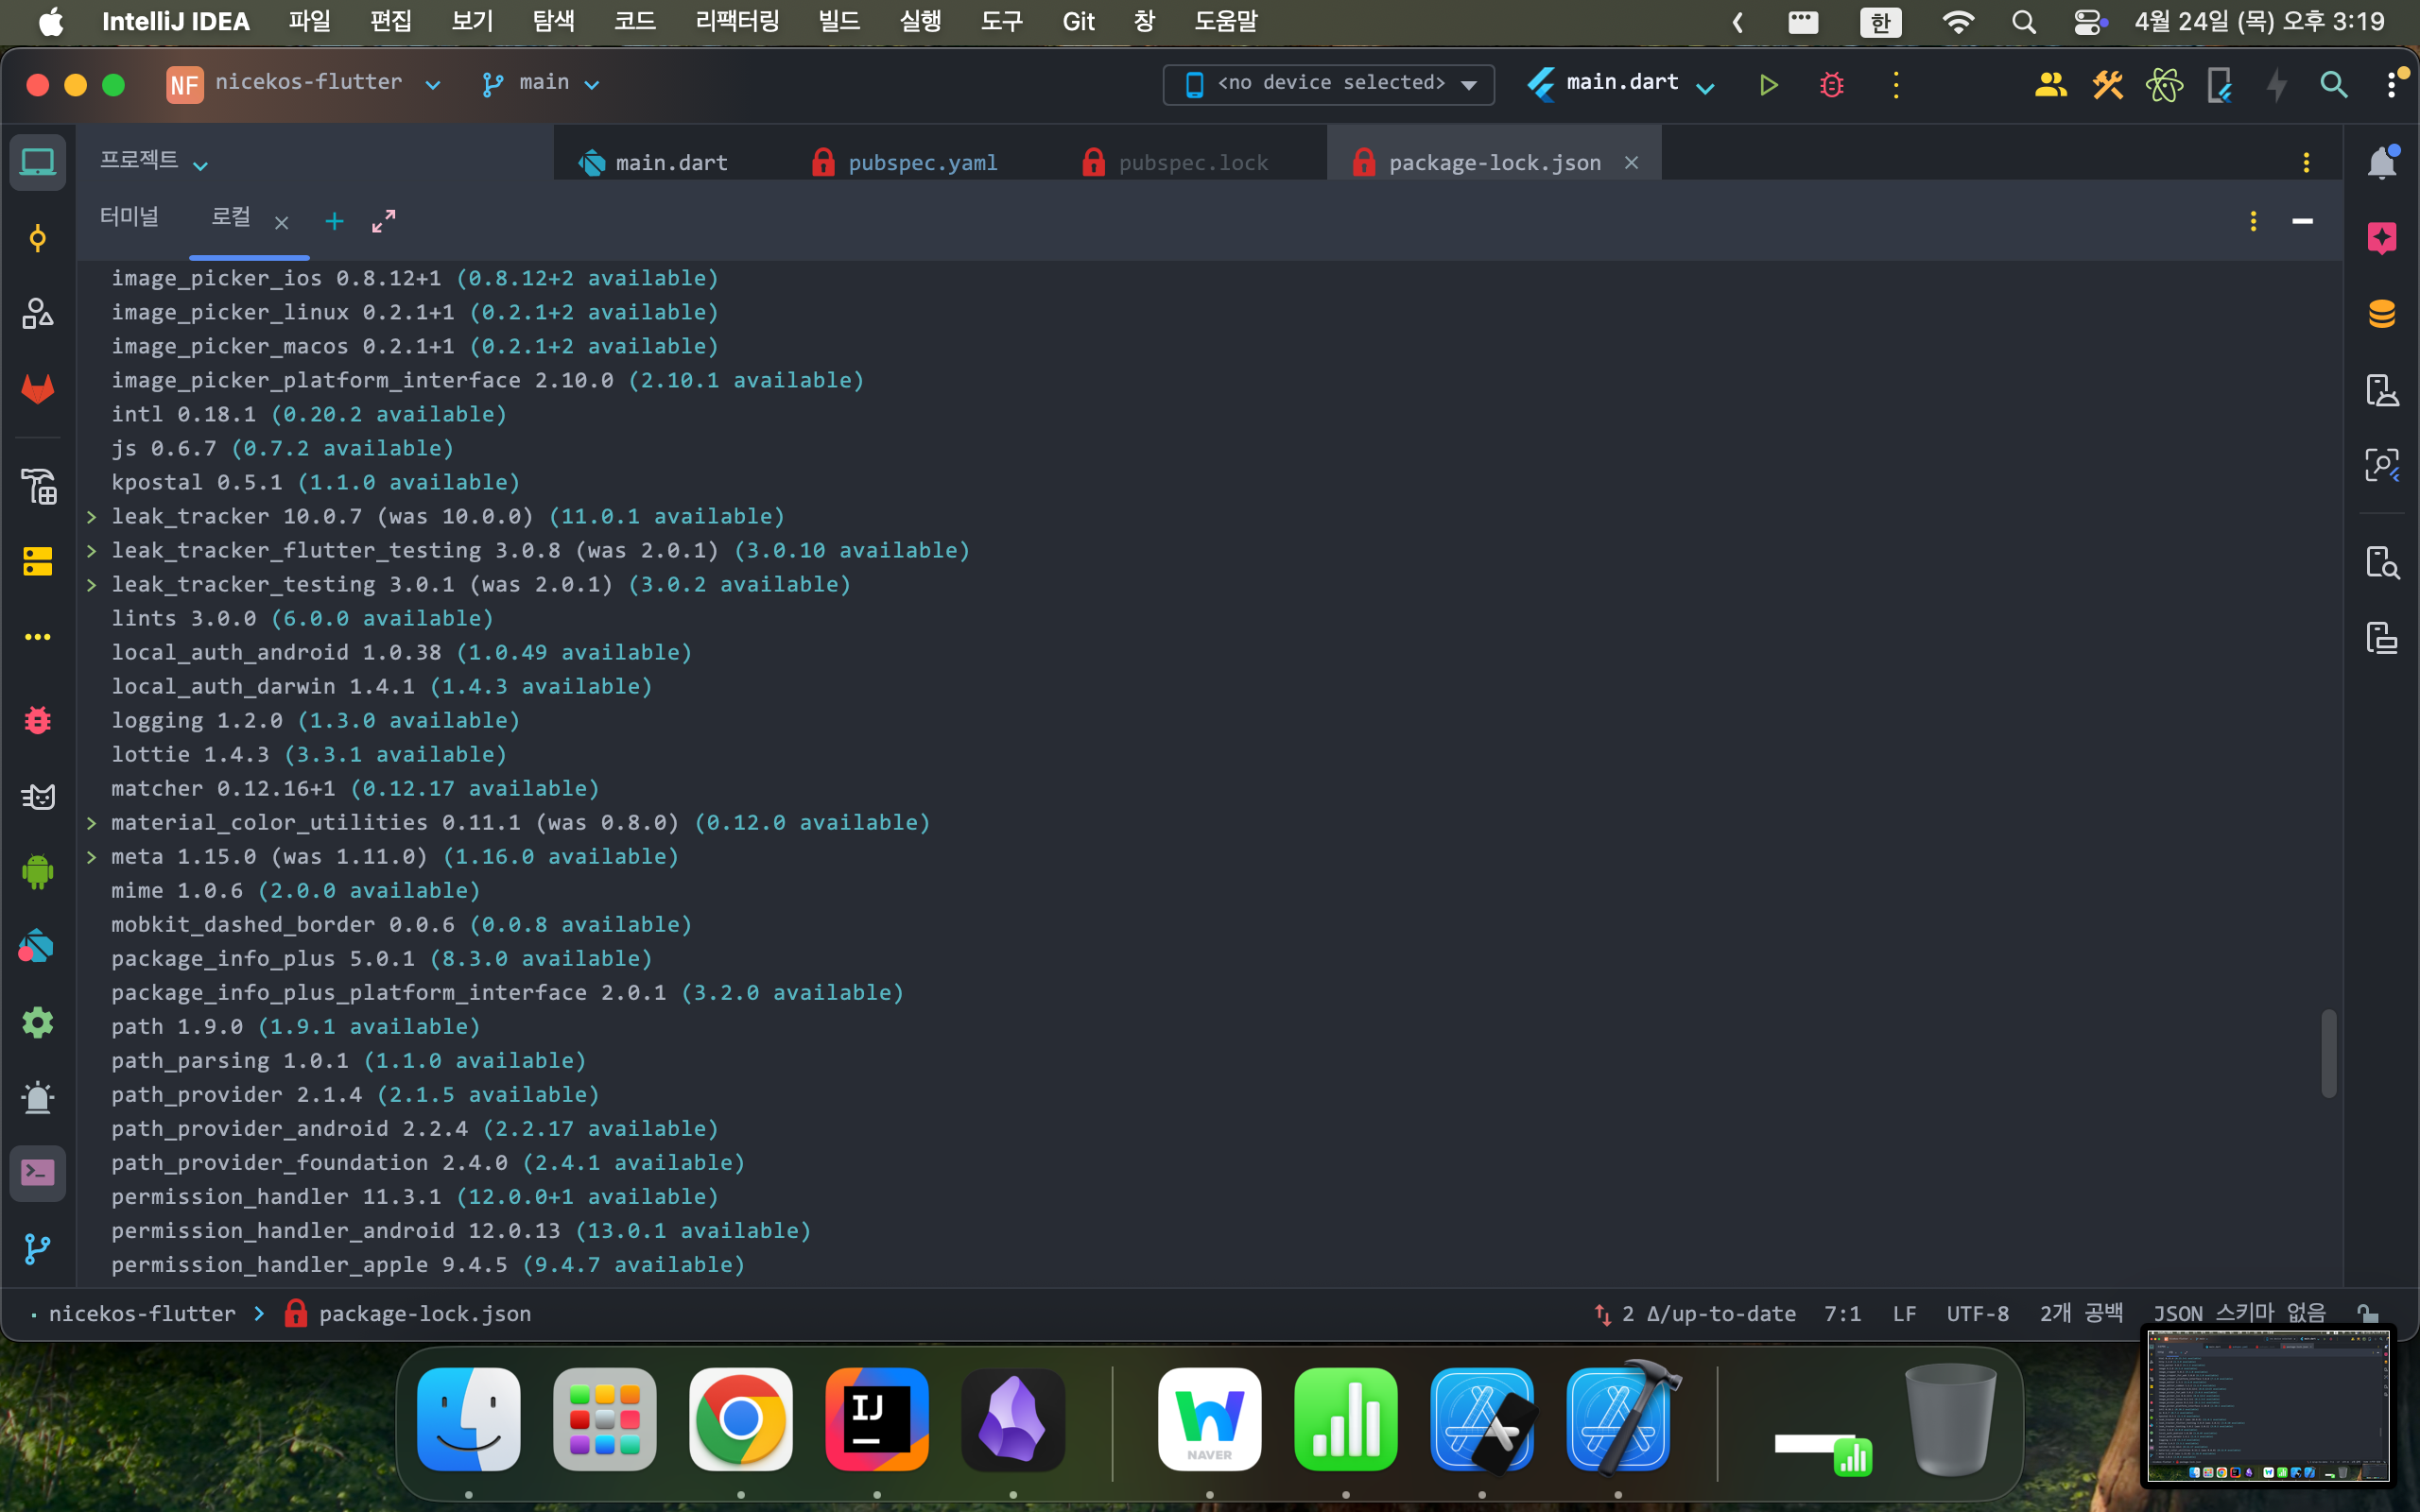 IntelliJ IDEA 파일 편집 보기 탐색 코드 리팩터링 빌드 실행 도구 Git 창 도움말 한 4월 24일 (목) 오후 3:19
NF nicekos-flutter main <no device selected> main.dart
프로젝트 main.dart pubspec.yaml pubspec.lock package-lock.json
터미널 로컬
image_picker_ios 0.8.12+1 (0.8.12+2 available)
image_picker_linux 0.2.1+1 (0.2.1+2 available)
image_picker_macos 0.2.1+1 (0.2.1+2 available)
image_picker_platform_interface 2.10.0 (2.10.1 available)
intl 0.18.1 (0.20.2 available)
js 0.6.7 (0.7.2 available)
kpostal 0.5.1 (1.1.0 available)
> leak_tracker 10.0.7 (was 10.0.0) (11.0.1 available)
> leak_tracker_flutter_testing 3.0.8 (was 2.0.1) (3.0.10 available)
> leak_tracker_testing 3.0.1 (was 2.0.1) (3.0.2 available)
lints 3.0.0 (6.0.0 available)
local_auth_android 1.0.38 (1.0.49 available)
local_auth_darwin 1.4.1 (1.4.3 available)
logging 1.2.0 (1.3.0 available)
lottie 1.4.3 (3.3.1 available)
matcher 0.12.16+1 (0.12.17 available)
> material_color_utilities 0.11.1 (was 0.8.0) (0.12.0 available)
> meta 1.15.0 (was 1.11.0) (1.16.0 available)
mime 1.0.6 (2.0.0 available)
mobkit_dashed_border 0.0.6 (0.0.8 available)
package_info_plus 5.0.1 (8.3.0 available)
package_info_plus_platform_interface 2.0.1 (3.2.0 available)
path 1.9.0 (1.9.1 available)
path_parsing 1.0.1 (1.1.0 available)
path_provider 2.1.4 (2.1.5 available)
path_provider_android 2.2.4 (2.2.17 available)
path_provider_foundation 2.4.0 (2.4.1 available)
permission_handler 11.3.1 (12.0.0+1 available)
permission_handler_android 12.0.13 (13.0.1 available)
permission_handler_apple 9.4.5 (9.4.7 available)
nicekos-flutter > package-lock.json 2 Δ/up-to-date 7:1 LF UTF-8 2개 공백 JSON 스키마 없음
IJ
NAVER